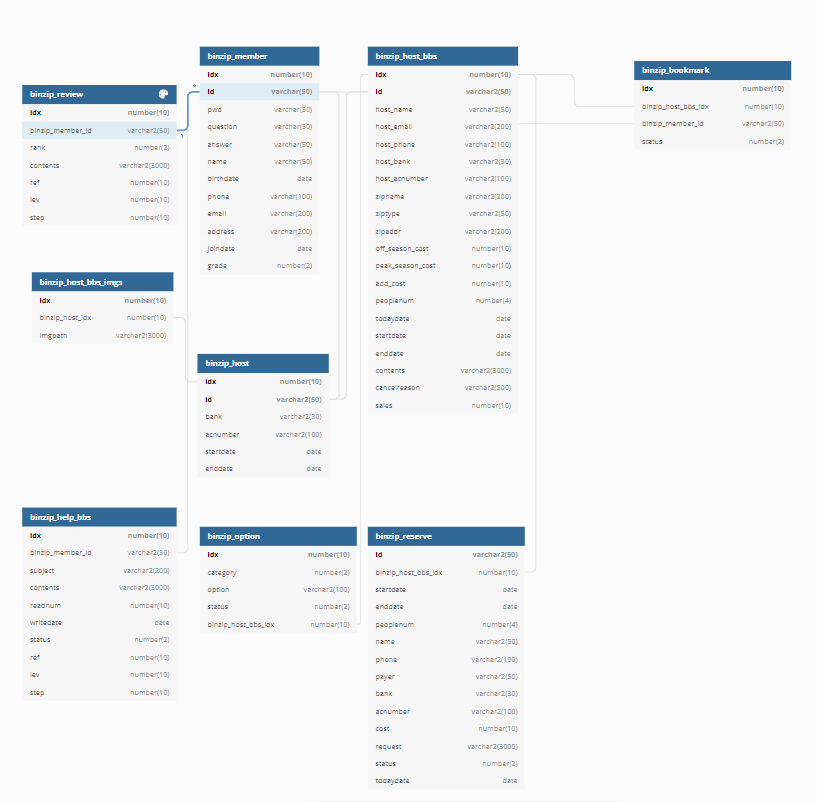 binzip_member
idx number(10)
id varchar(50)
pwd varchar(50)
question varchar(50)
answer varchar(50)
name varchar(50)
birthdate date
phone varchar(100)
email varchar(200)
address varchar(200)
joindate date
grade number(2)
binzip_host_bbs
idx number(10)
id varchar2(50)
host_name varchar2(50)
host_email varchar2(200)
host_phone varchar2(100)
host_bank varchar2(30)
host_acnumber varchar2(100)
zipname varchar2(200)
ziptype varchar2(50)
zipaddr varchar2(200)
off_season_cost number(10)
peak_season_cost number(10)
add_cost number(10)
peoplenum number(4)
todaydate date
startdate date
enddate date
contents varchar2(3000)
cancelreason varchar2(500)
sales number(10)
binzip_bookmark
idx number(10)
binzip_host_bbs_idx number(10)
binzip_member_id varchar2(50)
status number(2)
binzip_review
idx number(10)
binzip_member_id varchar2(50)
rank number(2)
contents varchar2(3000)
ref number(10)
lev number(10)
step number(10)
*
1
binzip_host_bbs_imgs
idx number(10)
binzip_host_idx number(10)
imgpath varchar2(3000)
binzip_host
idx number(10)
id varchar2(50)
bank varchar2(30)
acnumber varchar2(100)
startdate date
enddate date
binzip_help_bbs
idx number(10)
binzip_member_id varchar2(50)
subject varchar2(200)
contents varchar2(3000)
readnum number(10)
writedate date
status number(2)
ref number(10)
lev number(10)
step number(10)
binzip_option
idx number(10)
category number(2)
option varchar2(100)
status number(2)
binzip_host_bbs_idx number(10)
binzip_reserve
id varchar2(50)
binzip_host_bbs_idx number(10)
startdate date
enddate date
peoplenum number(4)
name varchar2(50)
phone varchar2(100)
payer varchar2(50)
bank varchar2(30)
acnumber varchar2(100)
cost number(10)
request varchar2(3000)
status number(2)
todaydate date